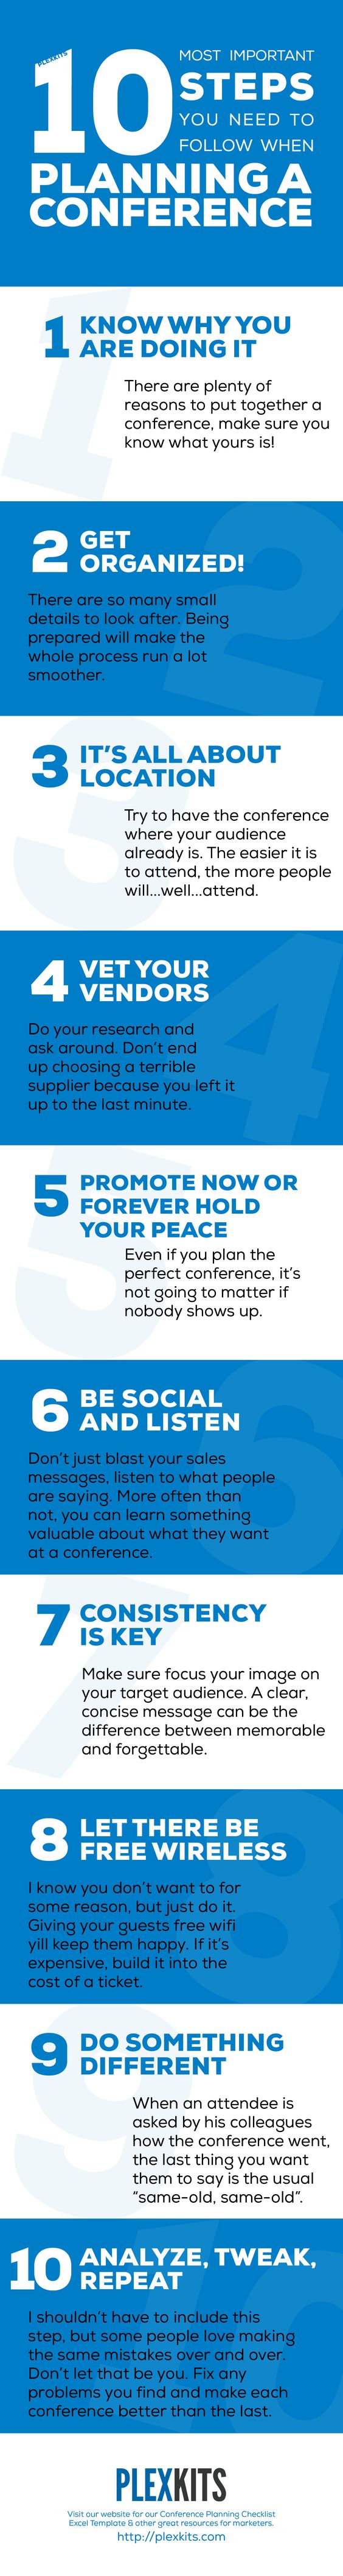 PLEXKITS
10
MOST IMPORTANT
STEPS
YOU NEED TO
FOLLOW WHEN
PLANNING A
CONFERENCE
1 KNOW WHY YOU
ARE DOING IT
There are plenty of
reasons to put together a
conference, make sure you
know what yours is!
2 GET
ORGANIZED!
There are so many small
details to look after. Being
prepared will make the
whole process run a lot
smoother.
3 IT'S ALL ABOUT
LOCATION
Try to have the conference
where your audience
already is. The easier it is
to attend, the more people
will...well...attend.
4 VET YOUR
VENDORS
Do your research and
ask around. Don't end
up choosing a terrible
supplier because you left it
up to the last minute.
5 PROMOTE NOW OR
FOREVER HOLD
YOUR PEACE
Even if you plan the
perfect conference, it's
not going to matter if
nobody shows up.
6 BE SOCIAL
AND LISTEN
Don't just blast your sales
messages, listen to what people
are saying. More often than
not, you can learn something
valuable about what they want
at a conference.
7 CONSISTENCY
IS KEY
Make sure focus your image on
your target audience. A clear,
concise message can be the
difference between memorable
and forgettable.
8 LET THERE BE
FREE WIRELESS
I know you don't want to for
some reason, but just do it.
Giving your guests free wifi
yill keep them happy. If it's
expensive, build it into the
cost of a ticket.
9 DO SOMETHING
DIFFERENT
When an attendee is
asked by his colleagues
how the conference went,
the last thing you want
them to say is the usual
"same-old, same-old".
10 ANALYZE, TWEAK,
REPEAT
I shouldn't have to include this
step, but some people love making
the same mistakes over and over.
Don't let that be you. Fix any
problems you find and make each
conference better than the last.
PLEXKITS
Visit our website for our Conference Planning Checklist
Excel Template & other great resources for marketers.
http://plexkits.com